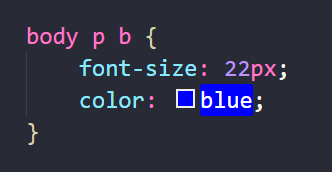 body p b {
    font-size: 22px;
    color: blue;
}